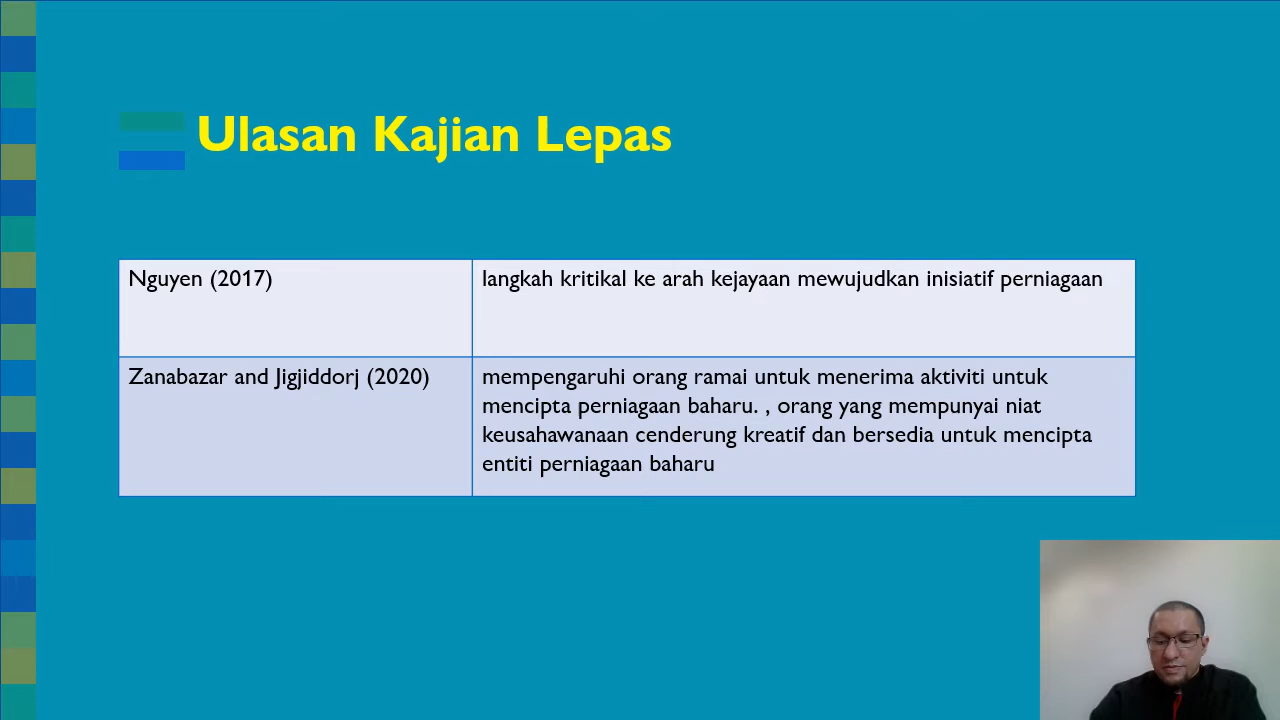 Ulasan Kajian Lepas
Nguyen (2017)
langkah kritikal ke arah kejayaan mewujudkan inisiatif perniagaan
Zanabazar and Jigjiddorj (2020)
mempengaruhi orang ramai untuk menerima aktiviti untuk
mencipta perniagaan baharu. , orang yang mempunyai niat
keusahawanaan cenderung kreatif dan bersedia untuk mencipta
entiti perniagaan baharu